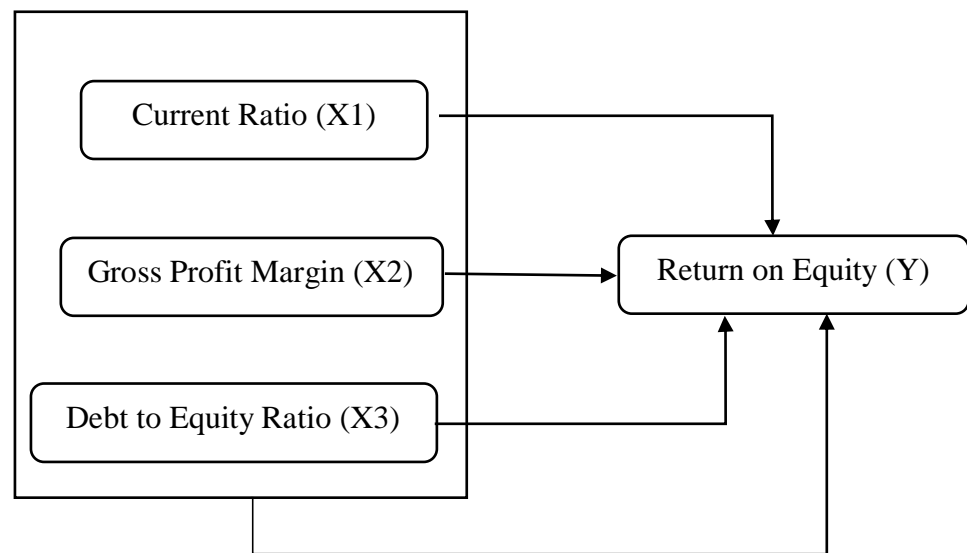 Current Ratio (X1)
Gross Profit Margin (X2)
Return on Equity (Y)
Debt to Equity Ratio (X3)